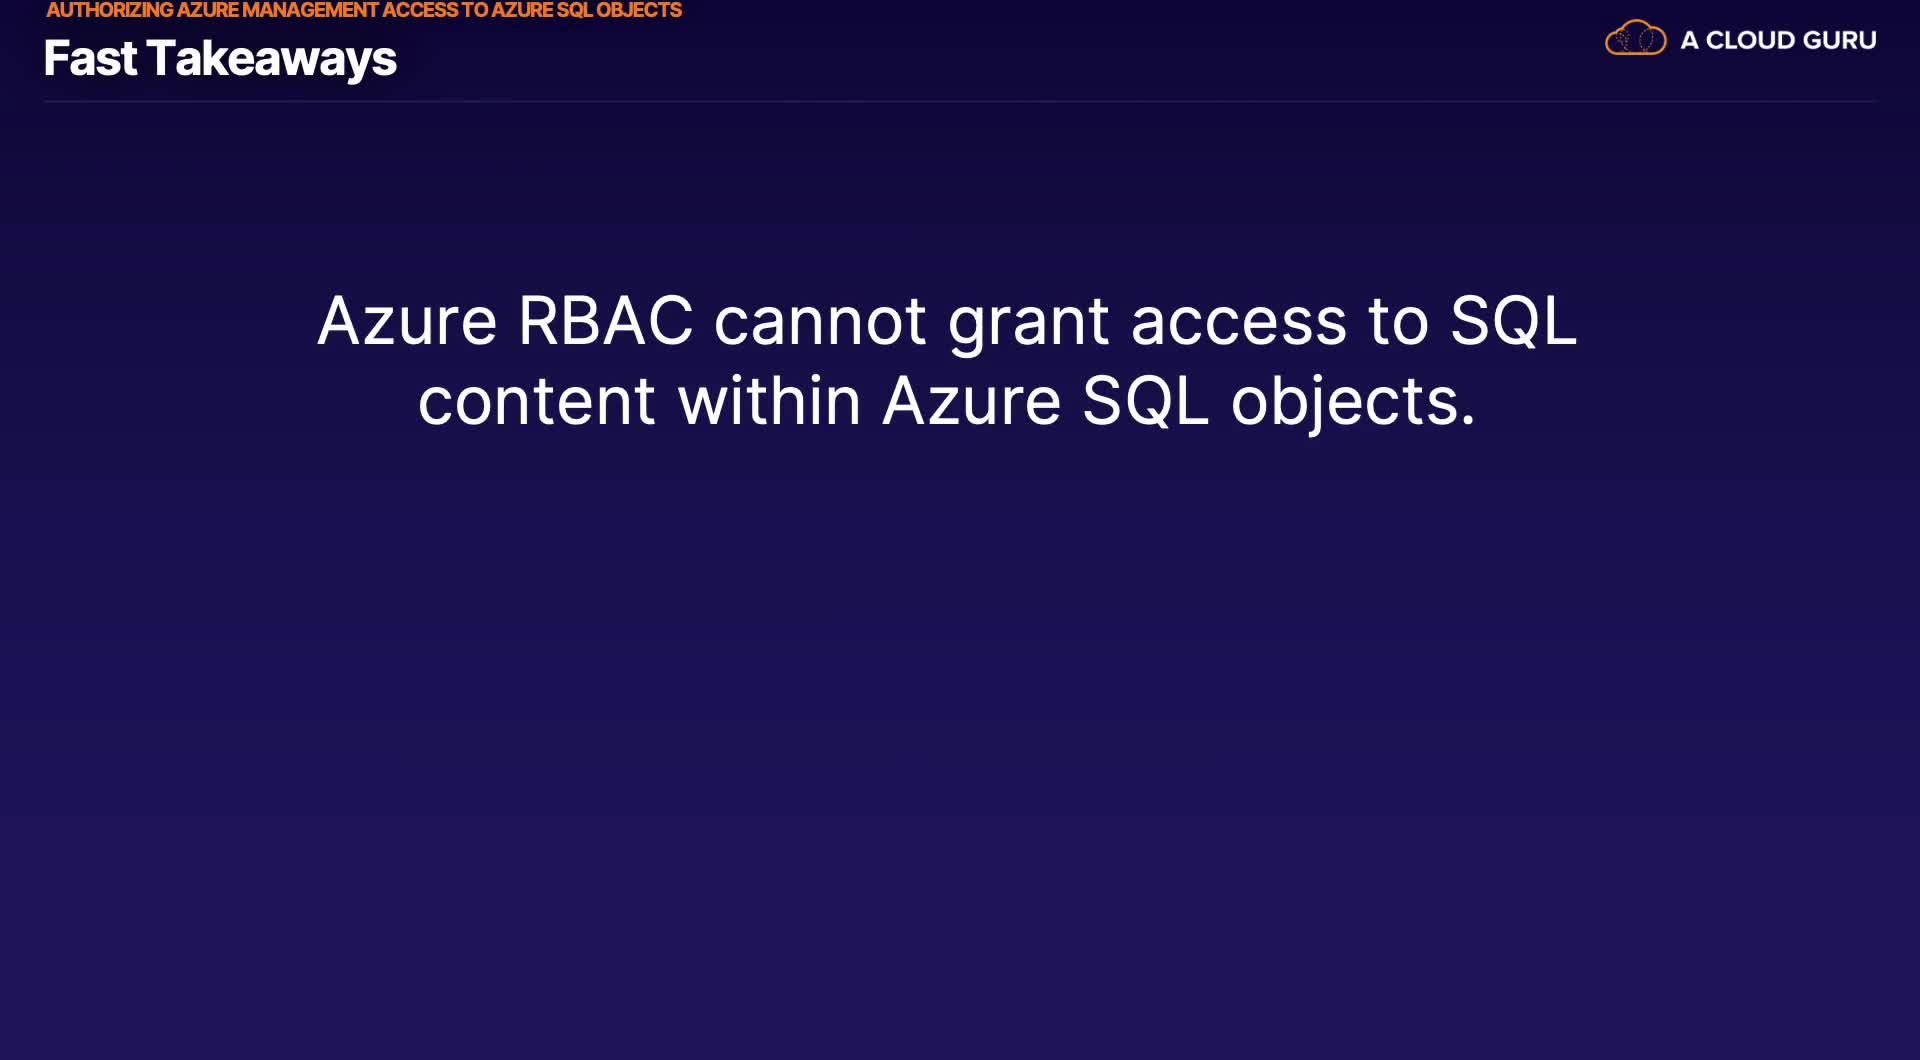 AUTHORIZING AZURE MANAGEMENT ACCESS TO AZURE SQL OBJECTS
Fast Takeaways
A CLOUD GURU
Azure RBAC cannot grant access to SQL
content within Azure SQL objects.